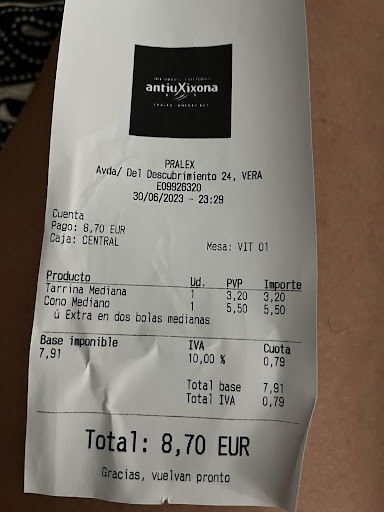 antiuXixona
PRALEX
Avda/ Del Descubrimiento 24, VERA
E09926320
30/06/2023 - 23:29
Cuenta
Pago: 8,70 EUR
Caja: CENTRAL
Mesa: VIT 01
Producto Ud. PVP Importe
Tarrina Mediana 1 3,20 3,20
Cono Mediano 1 5,50 5,50
ú Extra en dos bolas medianas
Base imponible IVA Cuota
7,91 10,00 % 0,79
Total base 7,91
Total IVA 0,79
Total: 8,70 EUR
Gracias, vuelvan pronto